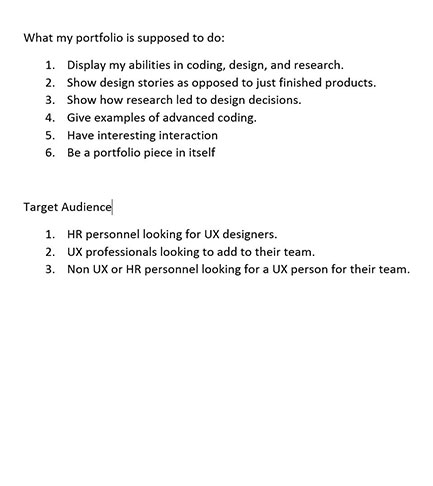 What my portfolio is supposed to do:
1. Display my abilities in coding, design, and research.
2. Show design stories as opposed to just finished products.
3. Show how research led to design decisions.
4. Give examples of advanced coding.
5. Have interesting interaction
6. Be a portfolio piece in itself
Target Audience
1. HR personnel looking for UX designers.
2. UX professionals looking to add to their team.
3. Non UX or HR personnel looking for a UX person for their team.